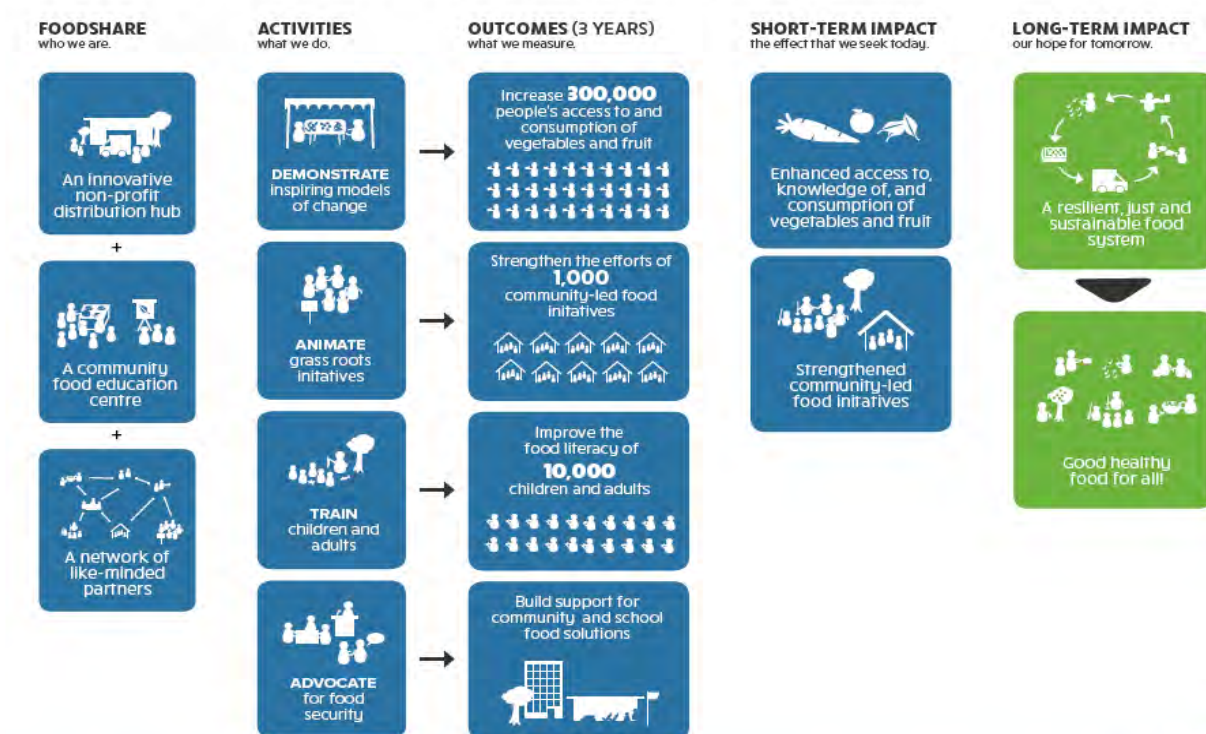 FOODSHARE
who we are.
An innovative
non-profit
distribution hub
+
A community
food education
centre
+
A network of
like-minded
partners
ACTIVITIES
what we do.
DEMONSTRATE
inspiring models
of change
ANIMATE
grass roots
initatives
TRAIN
children and
adults
ADVOCATE
for food
security
OUTCOMES (3 YEARS)
what we measure.
Increase 300,000
people's access to and
consumption of
vegetables and fruit
Strengthen the efforts of
1,000
community-led food
initatives
Improve the
food literacy of
10,000
children and adults
Build support for
community and school
food solutions
SHORT-TERM IMPACT
the effect that we seek today.
Enhanced access to,
knowledge of, and
consumption of
vegetables and fruit
Strengthened
community-led
food initatives
LONG-TERM IMPACT
our hope for tomorrow.
A resilient, just and
sustainable food
system
Good healthy
food for all!